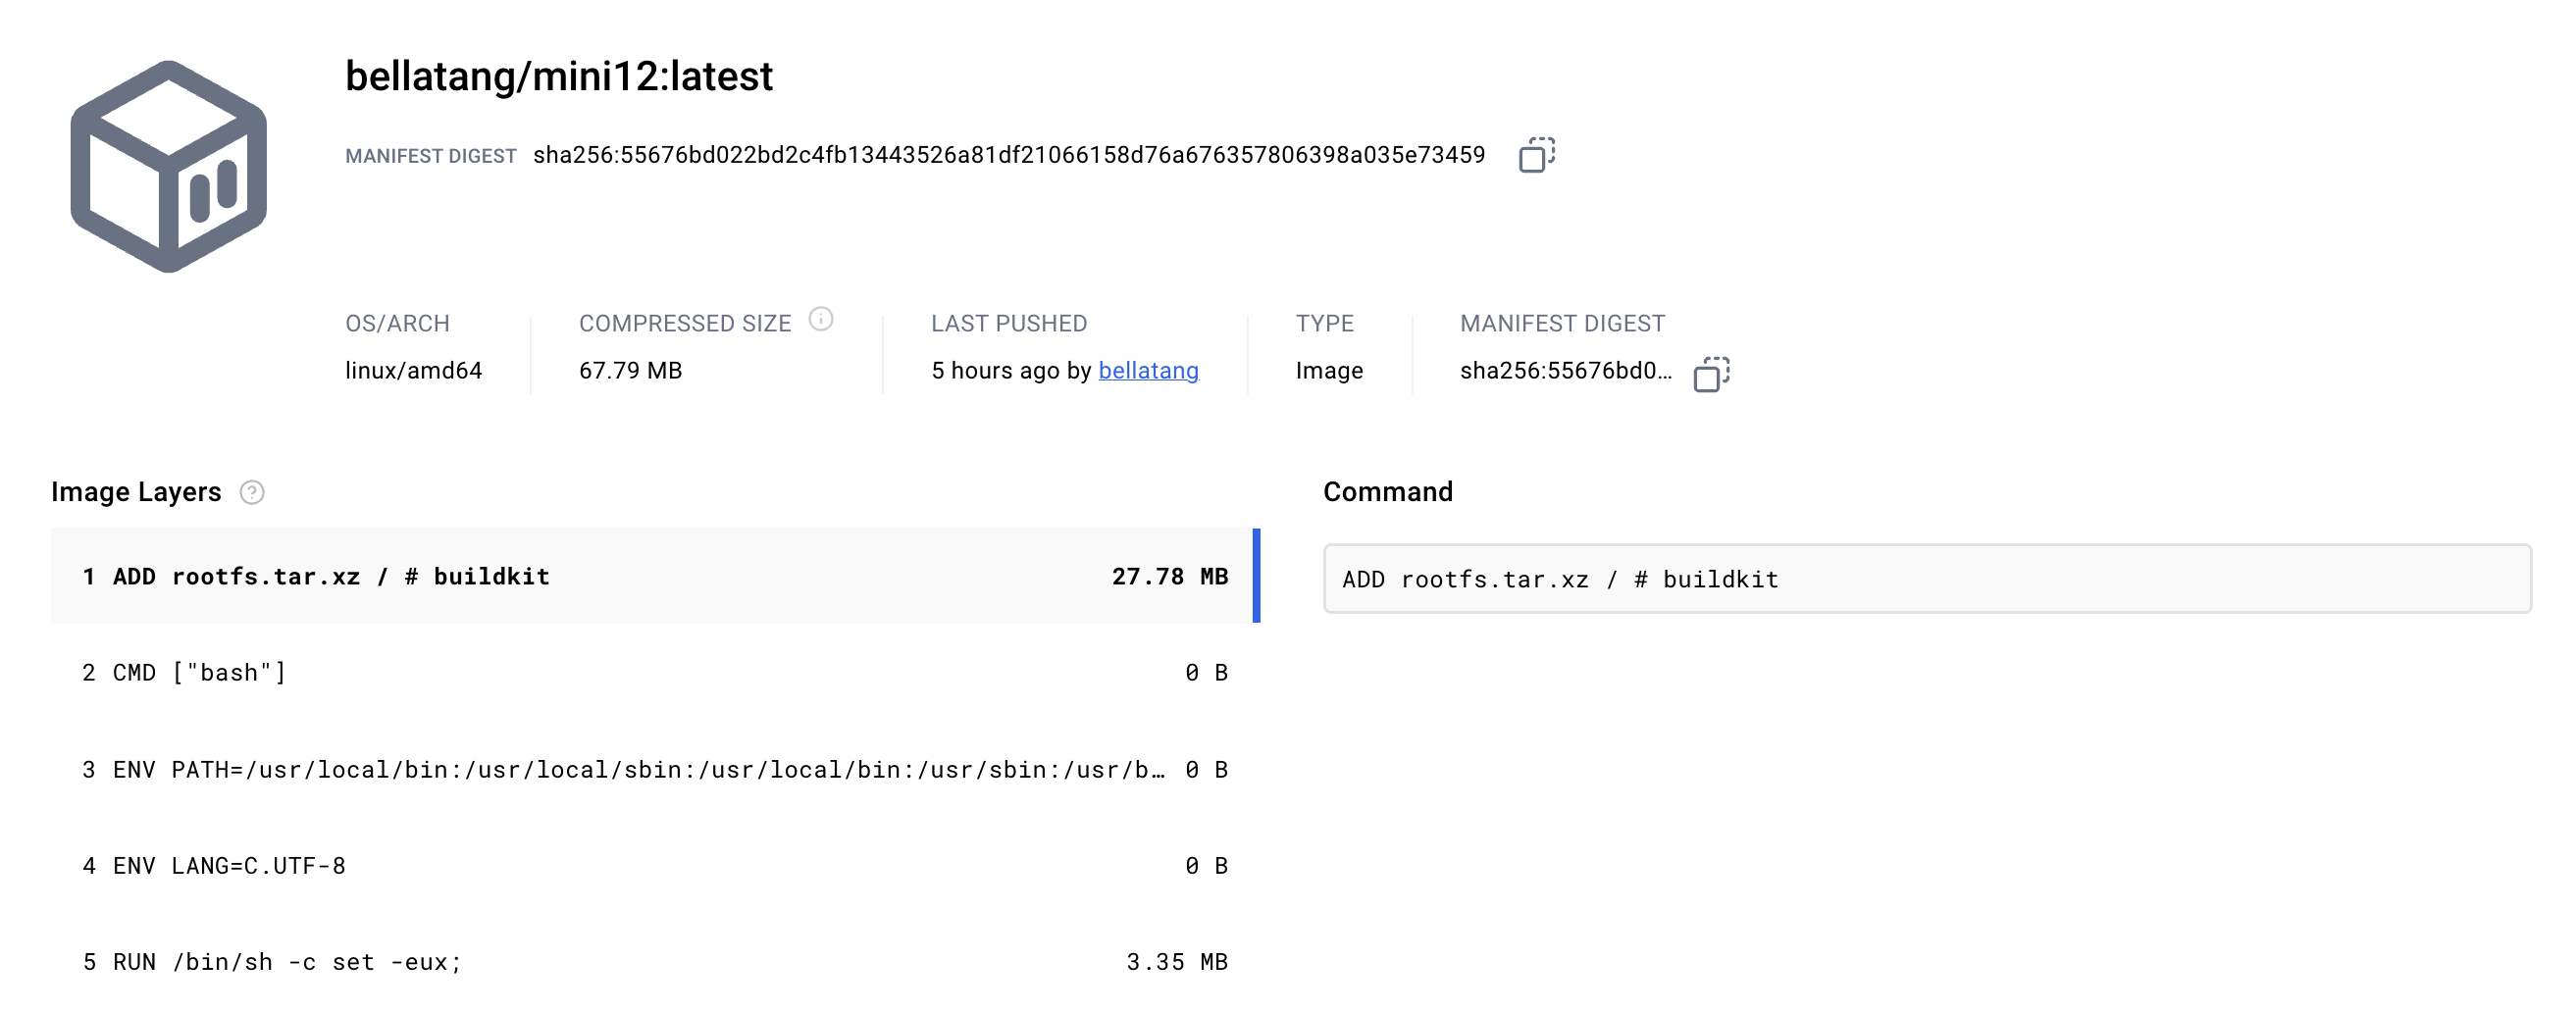 bellatang/mini12:latest
MANIFEST DIGEST sha256:55676bd022bd2c4fb13443526a81df21066158d76a676357806398a035e73459
OS/ARCH COMPRESSED SIZE LAST PUSHED TYPE MANIFEST DIGEST
linux/amd64 67.79 MB 5 hours ago by bellatang Image sha256:55676bd0...
Image Layers Command
1 ADD rootfs.tar.xz / # buildkit 27.78 MB ADD rootfs.tar.xz / # buildkit
2 CMD ["bash"] 0 B
3 ENV PATH=/usr/local/bin:/usr/local/sbin:/usr/local/bin:/usr/sbin:/usr/b… 0 B
4 ENV LANG=C.UTF-8 0 B
5 RUN /bin/sh -c set -eux; 3.35 MB